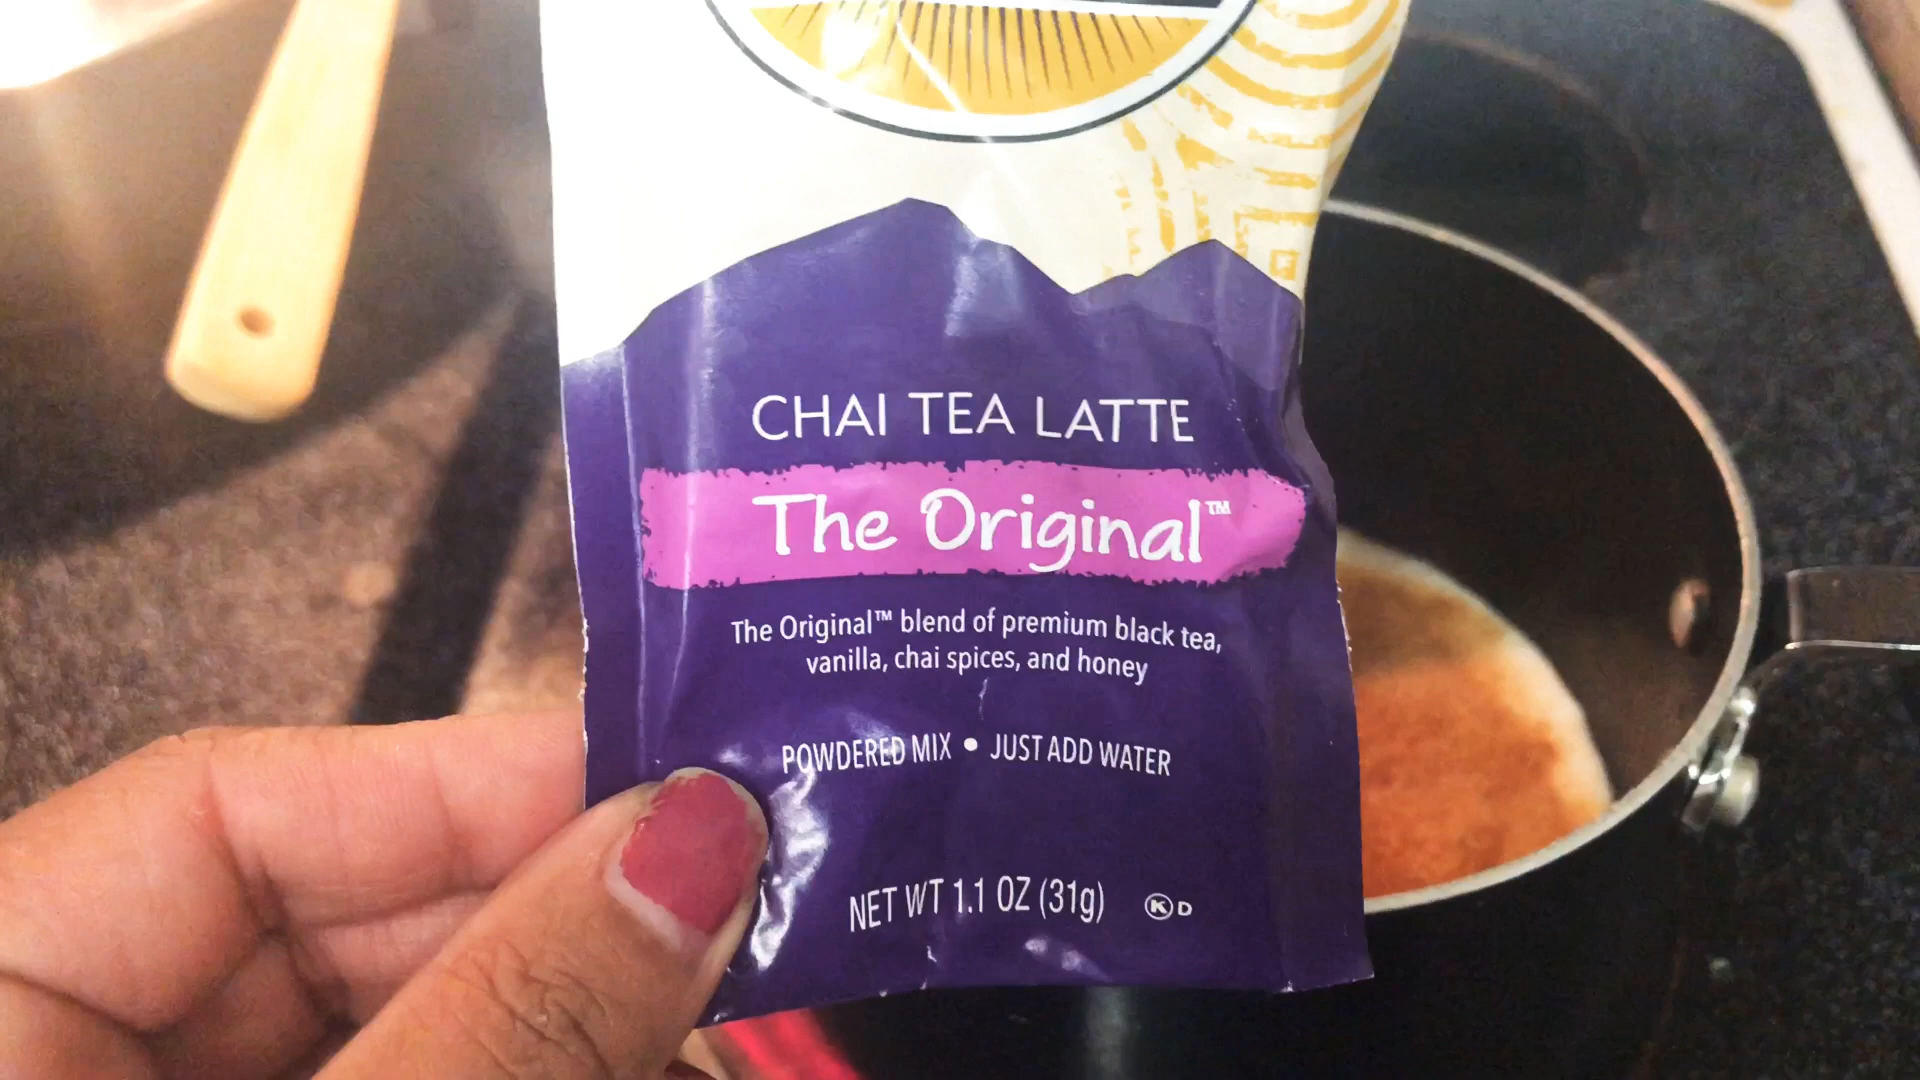 CHAI TEA LATTE
The Original™
The Original™ blend of premium black tea,
vanilla, chai spices, and honey
POWDERED MIX • JUST ADD WATER
NET WT 1.1 OZ (31g) K D